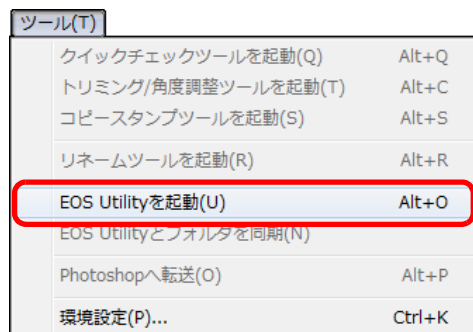 ツール(T)
クイックチェックツールを起動(Q) Alt+Q
トリミング/角度調整ツールを起動(T) Alt+C
コピースタンプツールを起動(S) Alt+S
リネームツールを起動(R) Alt+R
EOS Utilityを起動(U) Alt+O
EOS Utilityとフォルダを同期(N)
Photoshopへ転送(O) Alt+P
環境設定(P)... Ctrl+K